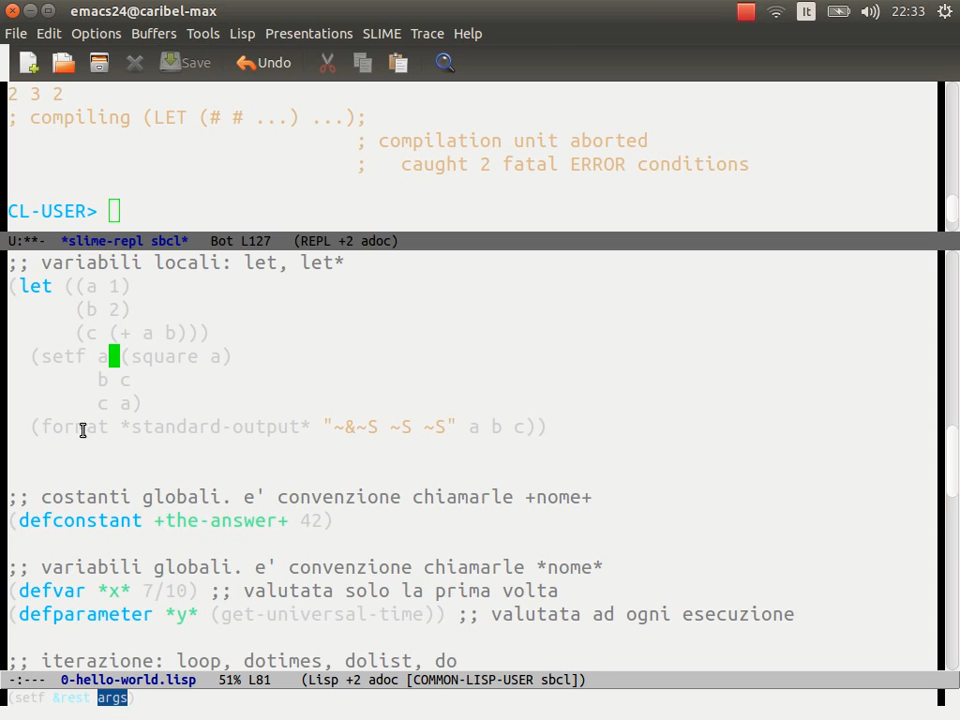 emacs24@caribel-max
It
22:33
File Edit Options Buffers Tools Lisp Presentations SLIME Trace Help
Save Undo
2 3 2
; compiling (LET (# # ...) ...);
; compilation unit aborted
;   caught 2 fatal ERROR conditions
CL-USER>
U:**-  *slime-repl sbcl*   Bot L127   (REPL +2 adoc)
;; variabili locali: let, let*
(let ((a 1)
      (b 2)
      (c (+ a b)))
  (setf a (square a)
        b c
        c a)
  (format *standard-output* "~&~S ~S ~S" a b c))
;; costanti globali. e' convenzione chiamarle +nome+
(defconstant +the-answer+ 42)
;; variabili globali. e' convenzione chiamarle *nome*
(defvar *x* 7/10) ;; valutata solo la prima volta
(defparameter *y* (get-universal-time)) ;; valutata ad ogni esecuzione
;; iterazione: loop, dotimes, dolist, do
-:---  0-hello-world.lisp   51% L81   (Lisp +2 adoc [COMMON-LISP-USER sbcl])
(setf &rest args)